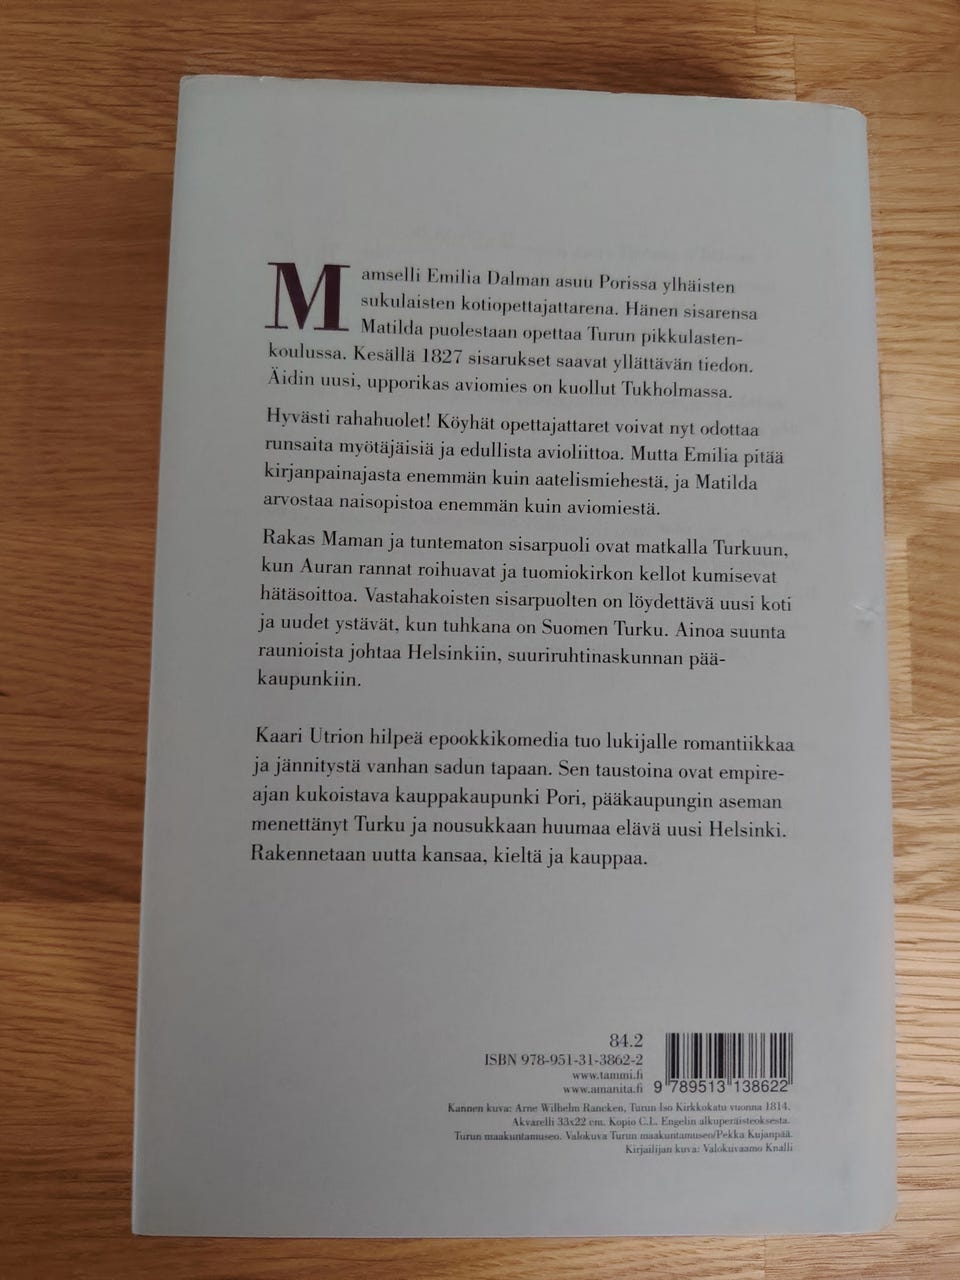 Mamselli Emilia Dalman asuu Porissa ylhäisten
sukulaisten kotiopettajattarena. Hänen sisarensa
Matilda puolestaan opettaa Turun pikkulasten-
koulussa. Kesällä 1827 sisarukset saavat yllättävän tiedon.
Äidin uusi, upporikas aviomies on kuollut Tukholmassa.
Hyvästi rahahuolet! Köyhät opettajattaret voivat nyt odottaa
runsaita myötäjäisiä ja edullista avioliittoa. Mutta Emilia pitää
kirjanpainajasta enemmän kuin aatelismiehestä, ja Matilda
arvostaa naisopistoa enemmän kuin aviomiestä.
Rakas Maman ja tuntematon sisarpuoli ovat matkalla Turkuun,
kun Auran rannat roihuavat ja tuomiokirkon kellot kumisevat
hätäsoittoa. Vastahakoisten sisarpuolten on löydettävä uusi koti
ja uudet ystävät, kun tuhkana on Suomen Turku. Ainoa suunta
raunioista johtaa Helsinkiin, suuriruhtinaskunnan pää-
kaupunkiin.
Kaari Utrion hilpeä epookkikomedia tuo lukijalle romantiikkaa
ja jännitystä vanhan sadun tapaan. Sen taustoina ovat empire-
ajan kukoistava kauppakaupunki Pori, pääkaupungin aseman
menettänyt Turku ja nousukkaan huumaa elävä uusi Helsinki.
Rakennetaan uutta kansaa, kieltä ja kauppaa.
84.2
ISBN 978-951-31-3862-2
www.tammi.fi
www.amanita.fi
9 789513 138622
Kannen kuva: Arne Wilhelm Rancken, Turun Iso Kirkkokatu vuonna 1814.
Akvarelli 33x22 cm. Kopio C.L. Engelin alkuperäisteoksesta.
Turun maakuntamuseo. Valokuva Turun maakuntamuseo/Pekka Kujanpää.
Kirjailijan kuva: Valokuvaamo Knalli